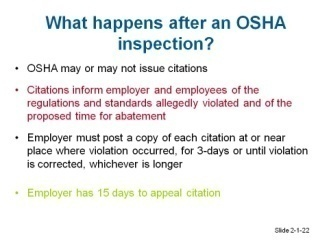 What happens after an OSHA
inspection?
• OSHA may or may not issue citations
• Citations inform employer and employees of the
regulations and standards allegedly violated and of the
proposed time for abatement
• Employer must post a copy of each citation at or near
place where violation occurred, for 3-days or until violation
is corrected, whichever is longer
• Employer has 15 days to appeal citation
Slide 2-1-22